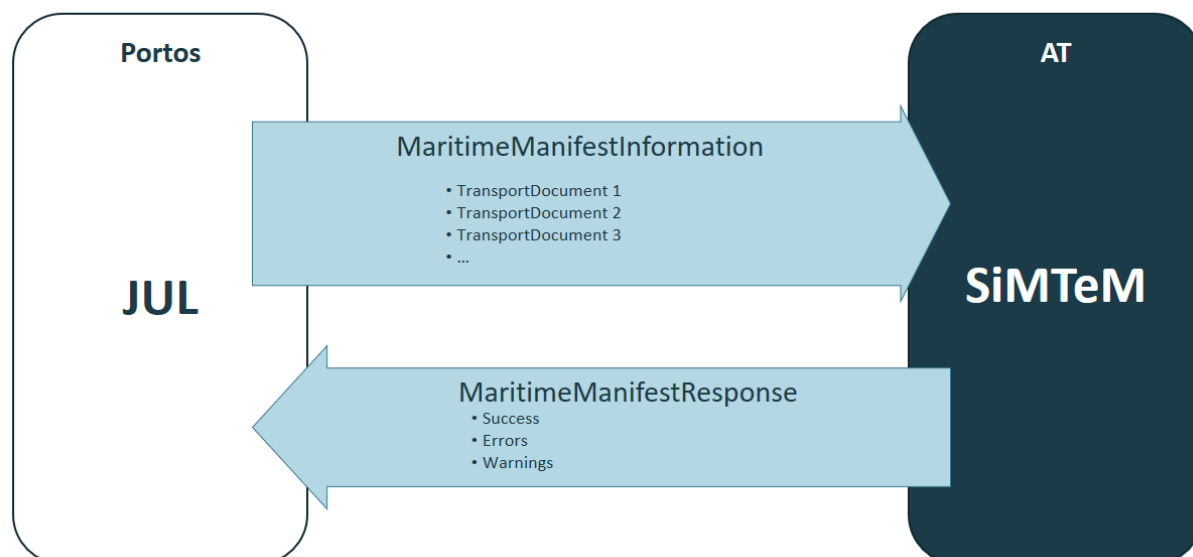 Portos
JUL
MaritimeManifestInformation
• TransportDocument 1
• TransportDocument 2
• TransportDocument 3
• ...
MaritimeManifestResponse
• Success
• Errors
• Warnings
AT
SiMTeM